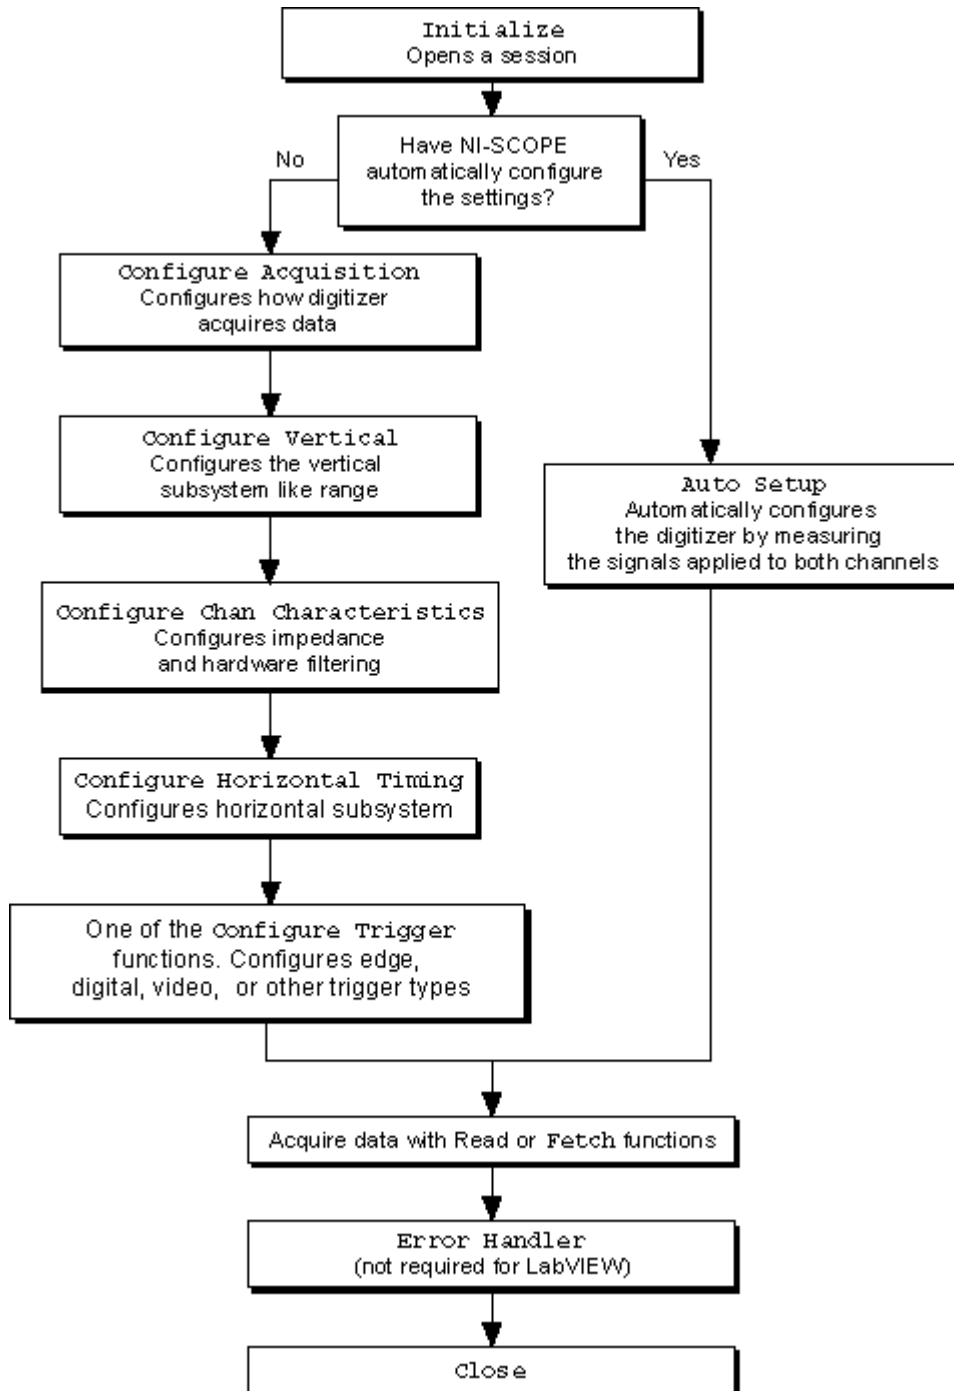 Initialize
Opens a session
Have NI-SCOPE
automatically configure
the settings?
No
Yes
Configure Acquisition
Configures how digitizer
acquires data
Configure Vertical
Configures the vertical
subsystem like range
Auto Setup
Automatically configures
the digitizer by measuring
the signals applied to both channels
Configure Chan Characteristics
Configures impedance
and hardware filtering
Configure Horizontal Timing
Configures horizontal subsystem
One of the Configure Trigger
functions. Configures edge,
digital, video, or other trigger types
Acquire data with Read or Fetch functions
Error Handler
(not required for LabVIEW)
Close